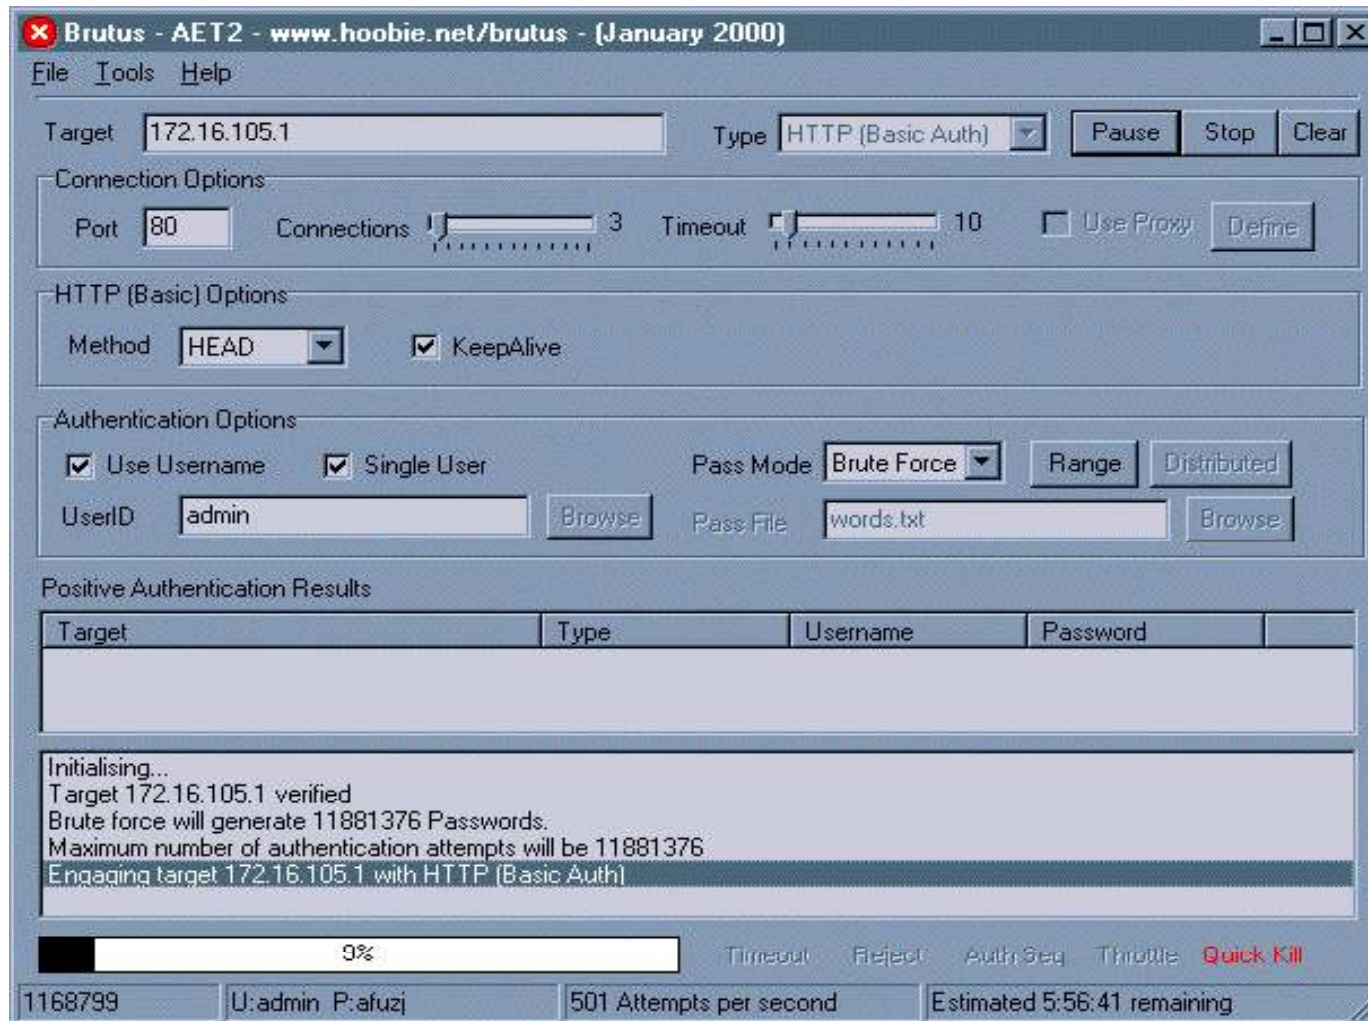 Brutus - AET2 - www.hoobie.net/brutus - (January 2000)
File Tools Help
Target 172.16.105.1 Type HTTP (Basic Auth) Pause Stop Clear
Connection Options
Port 80 Connections 3 Timeout 10 Use Proxy Define
HTTP (Basic) Options
Method HEAD KeepAlive
Authentication Options
Use Username Single User Pass Mode Brute Force Range Distributed
UserID admin Browse Pass File words.txt Browse
Positive Authentication Results
Target Type Username Password
Initialising...
Target 172.16.105.1 verified
Brute force will generate 11881376 Passwords.
Maximum number of authentication attempts will be 11881376
Engaging target 172.16.105.1 with HTTP (Basic Auth)
9% Timeout Reject Auth Seq Throttle Quick Kill
1168799 U:admin P:afuzj 501 Attempts per second Estimated 5:56:41 remaining